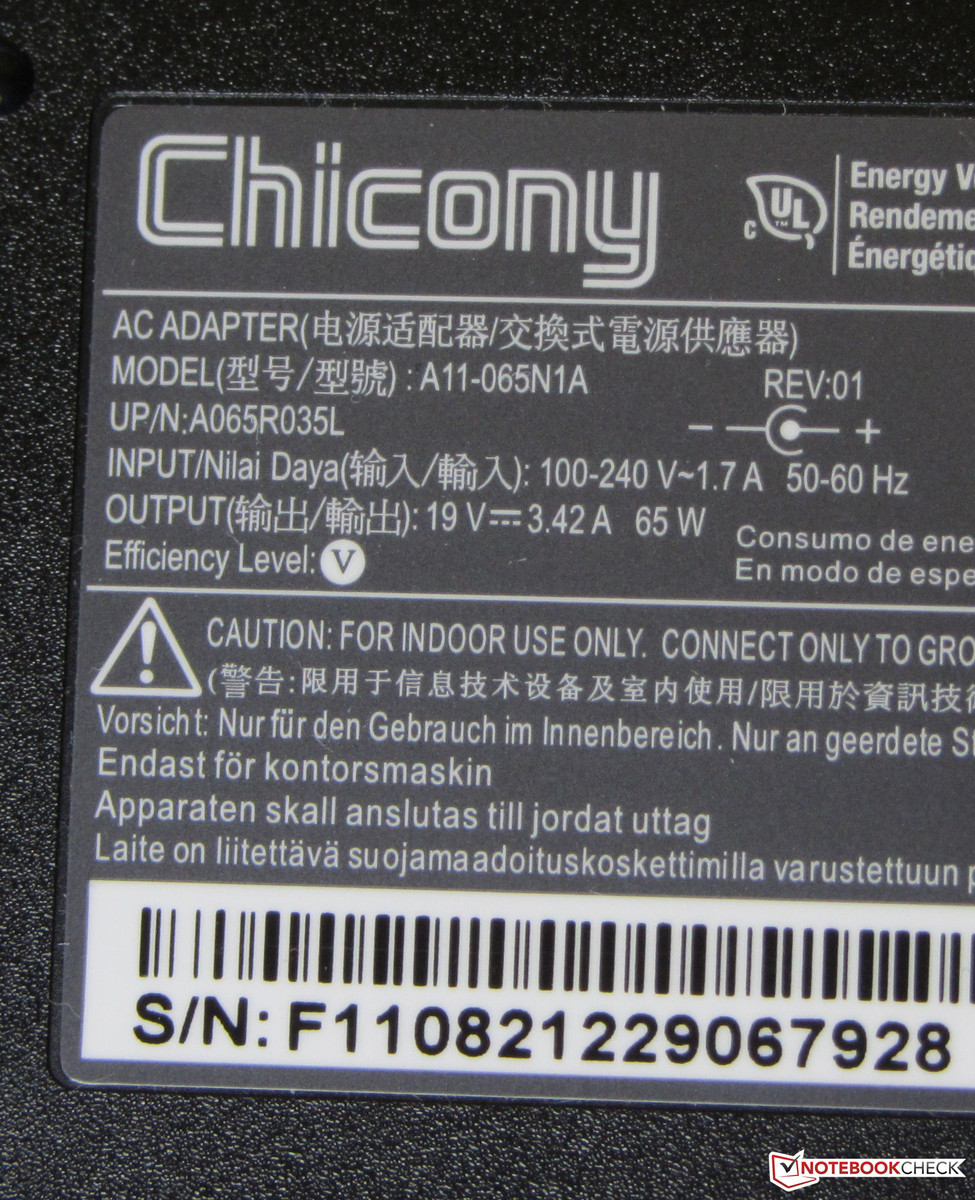 Chicony
C UL ™
Energy
Rendeme
Énergétic
AC ADAPTER(电源适配器/交換式電源供應器)
MODEL(型号/型號) : A11-065N1A
REV:01
UP/N:A065R035L
− +
INPUT/Nilai Daya(输入/輸入): 100-240 V~1.7 A 50-60 Hz
OUTPUT(输出/輸出): 19 V⎓3.42 A 65 W
Efficiency Level: V
Consumo de ene
En modo de espe
CAUTION: FOR INDOOR USE ONLY. CONNECT ONLY TO GRO
(警告:限用于信息技术设备及室内使用/限用於資訊技
Vorsicht: Nur für den Gebrauch im Innenbereich. Nur an geerdete S
Endast för kontorsmaskin
Apparaten skall anslutas till jordat uttag
Laite on liitettävä suojamaadoituskoskettimilla varustettuun
S/N: F110821229067928
NOTEBOOKCHECK